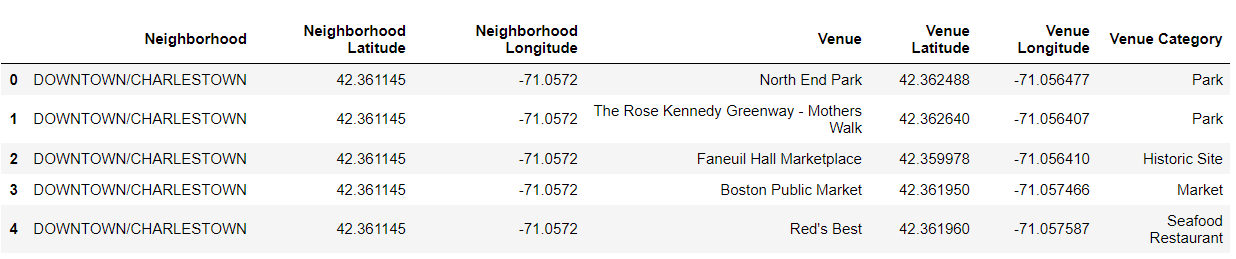 Neighborhood Neighborhood Latitude Neighborhood Longitude Venue Venue Latitude Venue Longitude Venue Category
0 DOWNTOWN/CHARLESTOWN 42.361145 -71.0572 North End Park 42.362488 -71.056477 Park
1 DOWNTOWN/CHARLESTOWN 42.361145 -71.0572 The Rose Kennedy Greenway - Mothers Walk 42.362640 -71.056407 Park
2 DOWNTOWN/CHARLESTOWN 42.361145 -71.0572 Faneuil Hall Marketplace 42.359978 -71.056410 Historic Site
3 DOWNTOWN/CHARLESTOWN 42.361145 -71.0572 Boston Public Market 42.361950 -71.057466 Market
4 DOWNTOWN/CHARLESTOWN 42.361145 -71.0572 Red's Best 42.361960 -71.057587 Seafood Restaurant